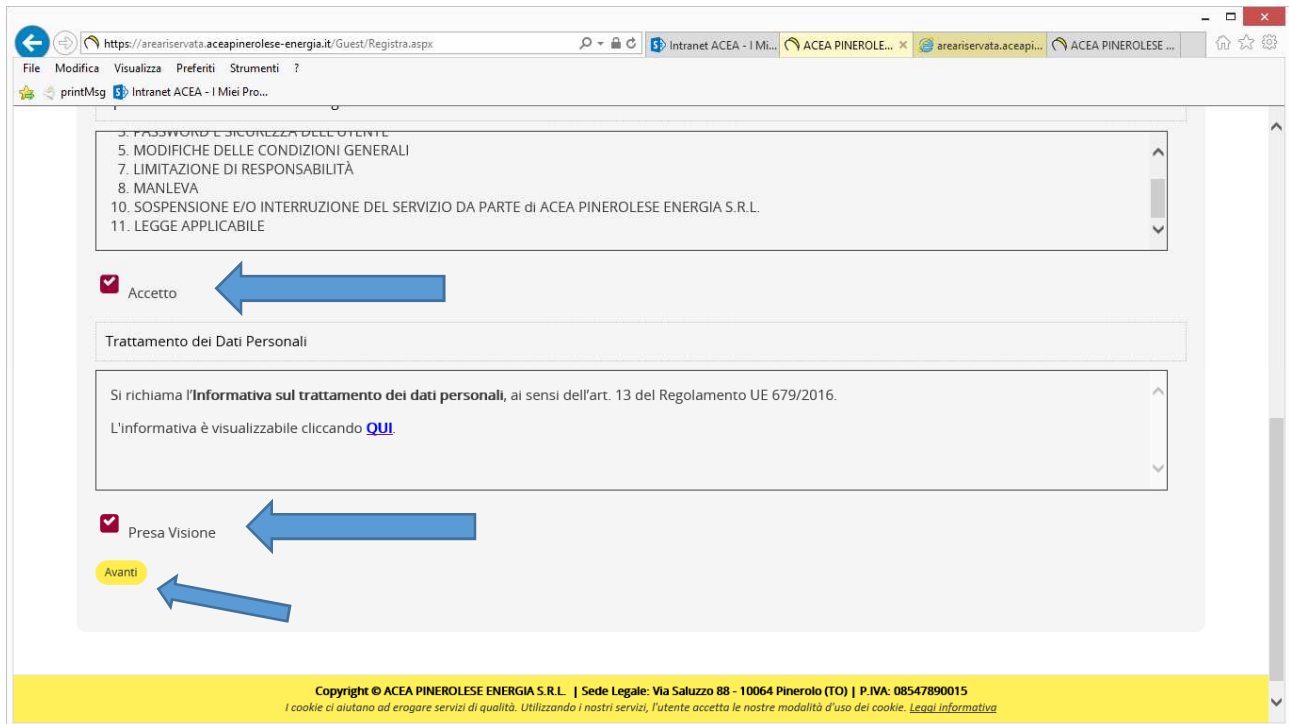 https://areariservata.aceapinerolese-energia.it/Guest/Registra.aspx
Intranet ACEA - I Mi...
ACEA PINEROLE...
areariservata.aceapi...
ACEA PINEROLESE ...
File Modifica Visualizza Preferiti Strumenti ?
printMsg Intranet ACEA - I Miei Pro...
3. PASSWORD E SICUREZZA DELL'UTENTE
5. MODIFICHE DELLE CONDIZIONI GENERALI
7. LIMITAZIONE DI RESPONSABILITÀ
8. MANLEVA
10. SOSPENSIONE E/O INTERRUZIONE DEL SERVIZIO DA PARTE di ACEA PINEROLESE ENERGIA S.R.L.
11. LEGGE APPLICABILE
Accetto
Trattamento dei Dati Personali
Si richiama l'Informativa sul trattamento dei dati personali, ai sensi dell'art. 13 del Regolamento UE 679/2016.
L'informativa è visualizzabile cliccando QUI.
Presa Visione
Avanti
Copyright © ACEA PINEROLESE ENERGIA S.R.L. | Sede Legale: Via Saluzzo 88 - 10064 Pinerolo (TO) | P.IVA: 08547890015
I cookie ci aiutano ad erogare servizi di qualità. Utilizzando i nostri servizi, l'utente accetta le nostre modalità d'uso dei cookie. Leggi informativa